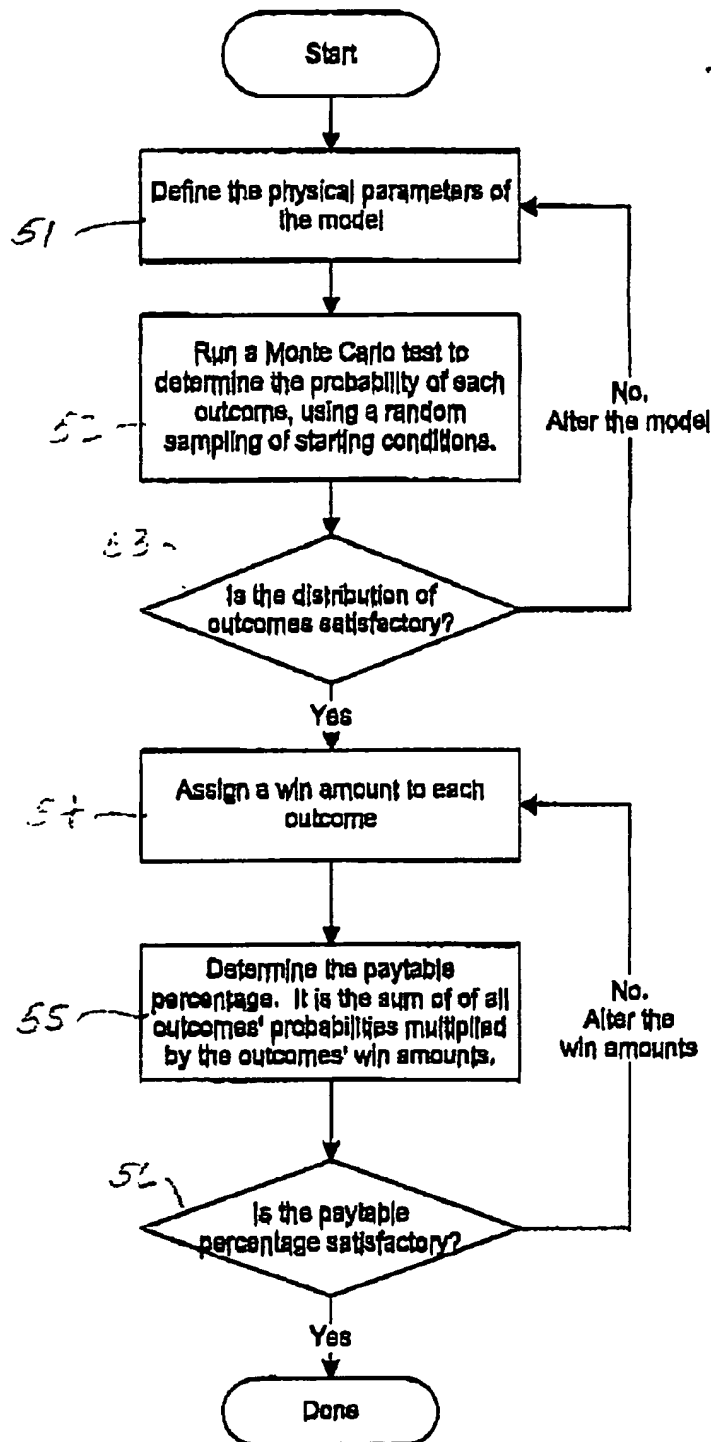 Start
Define the physical parameters of
the model
51
Run a Monte Carlo test to
determine the probability of each
outcome, using a random
sampling of starting conditions.
No.
Alter the model
Is the distribution of
outcomes satisfactory?
Yes
Assign a win amount to each
outcome
Determine the paytable
percentage. It is the sum of of all
outcomes' probabilities multiplied
by the outcomes' win amounts.
55
No.
Alter the
win amounts
Is the paytable
percentage satisfactory?
Yes
Done